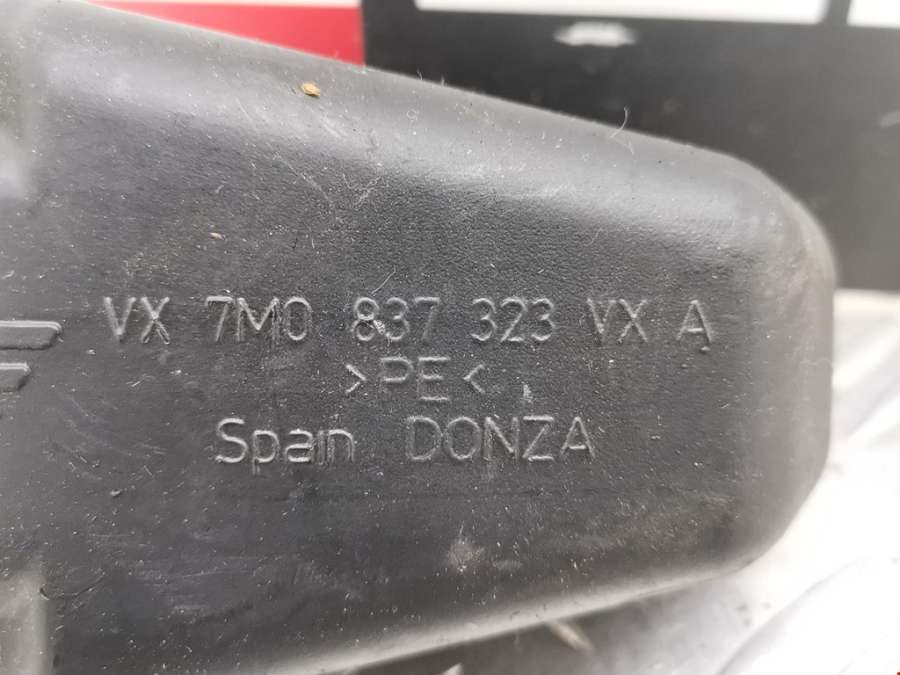 VX 7M0 837 323 VX A
>PE<
Spain DONZA